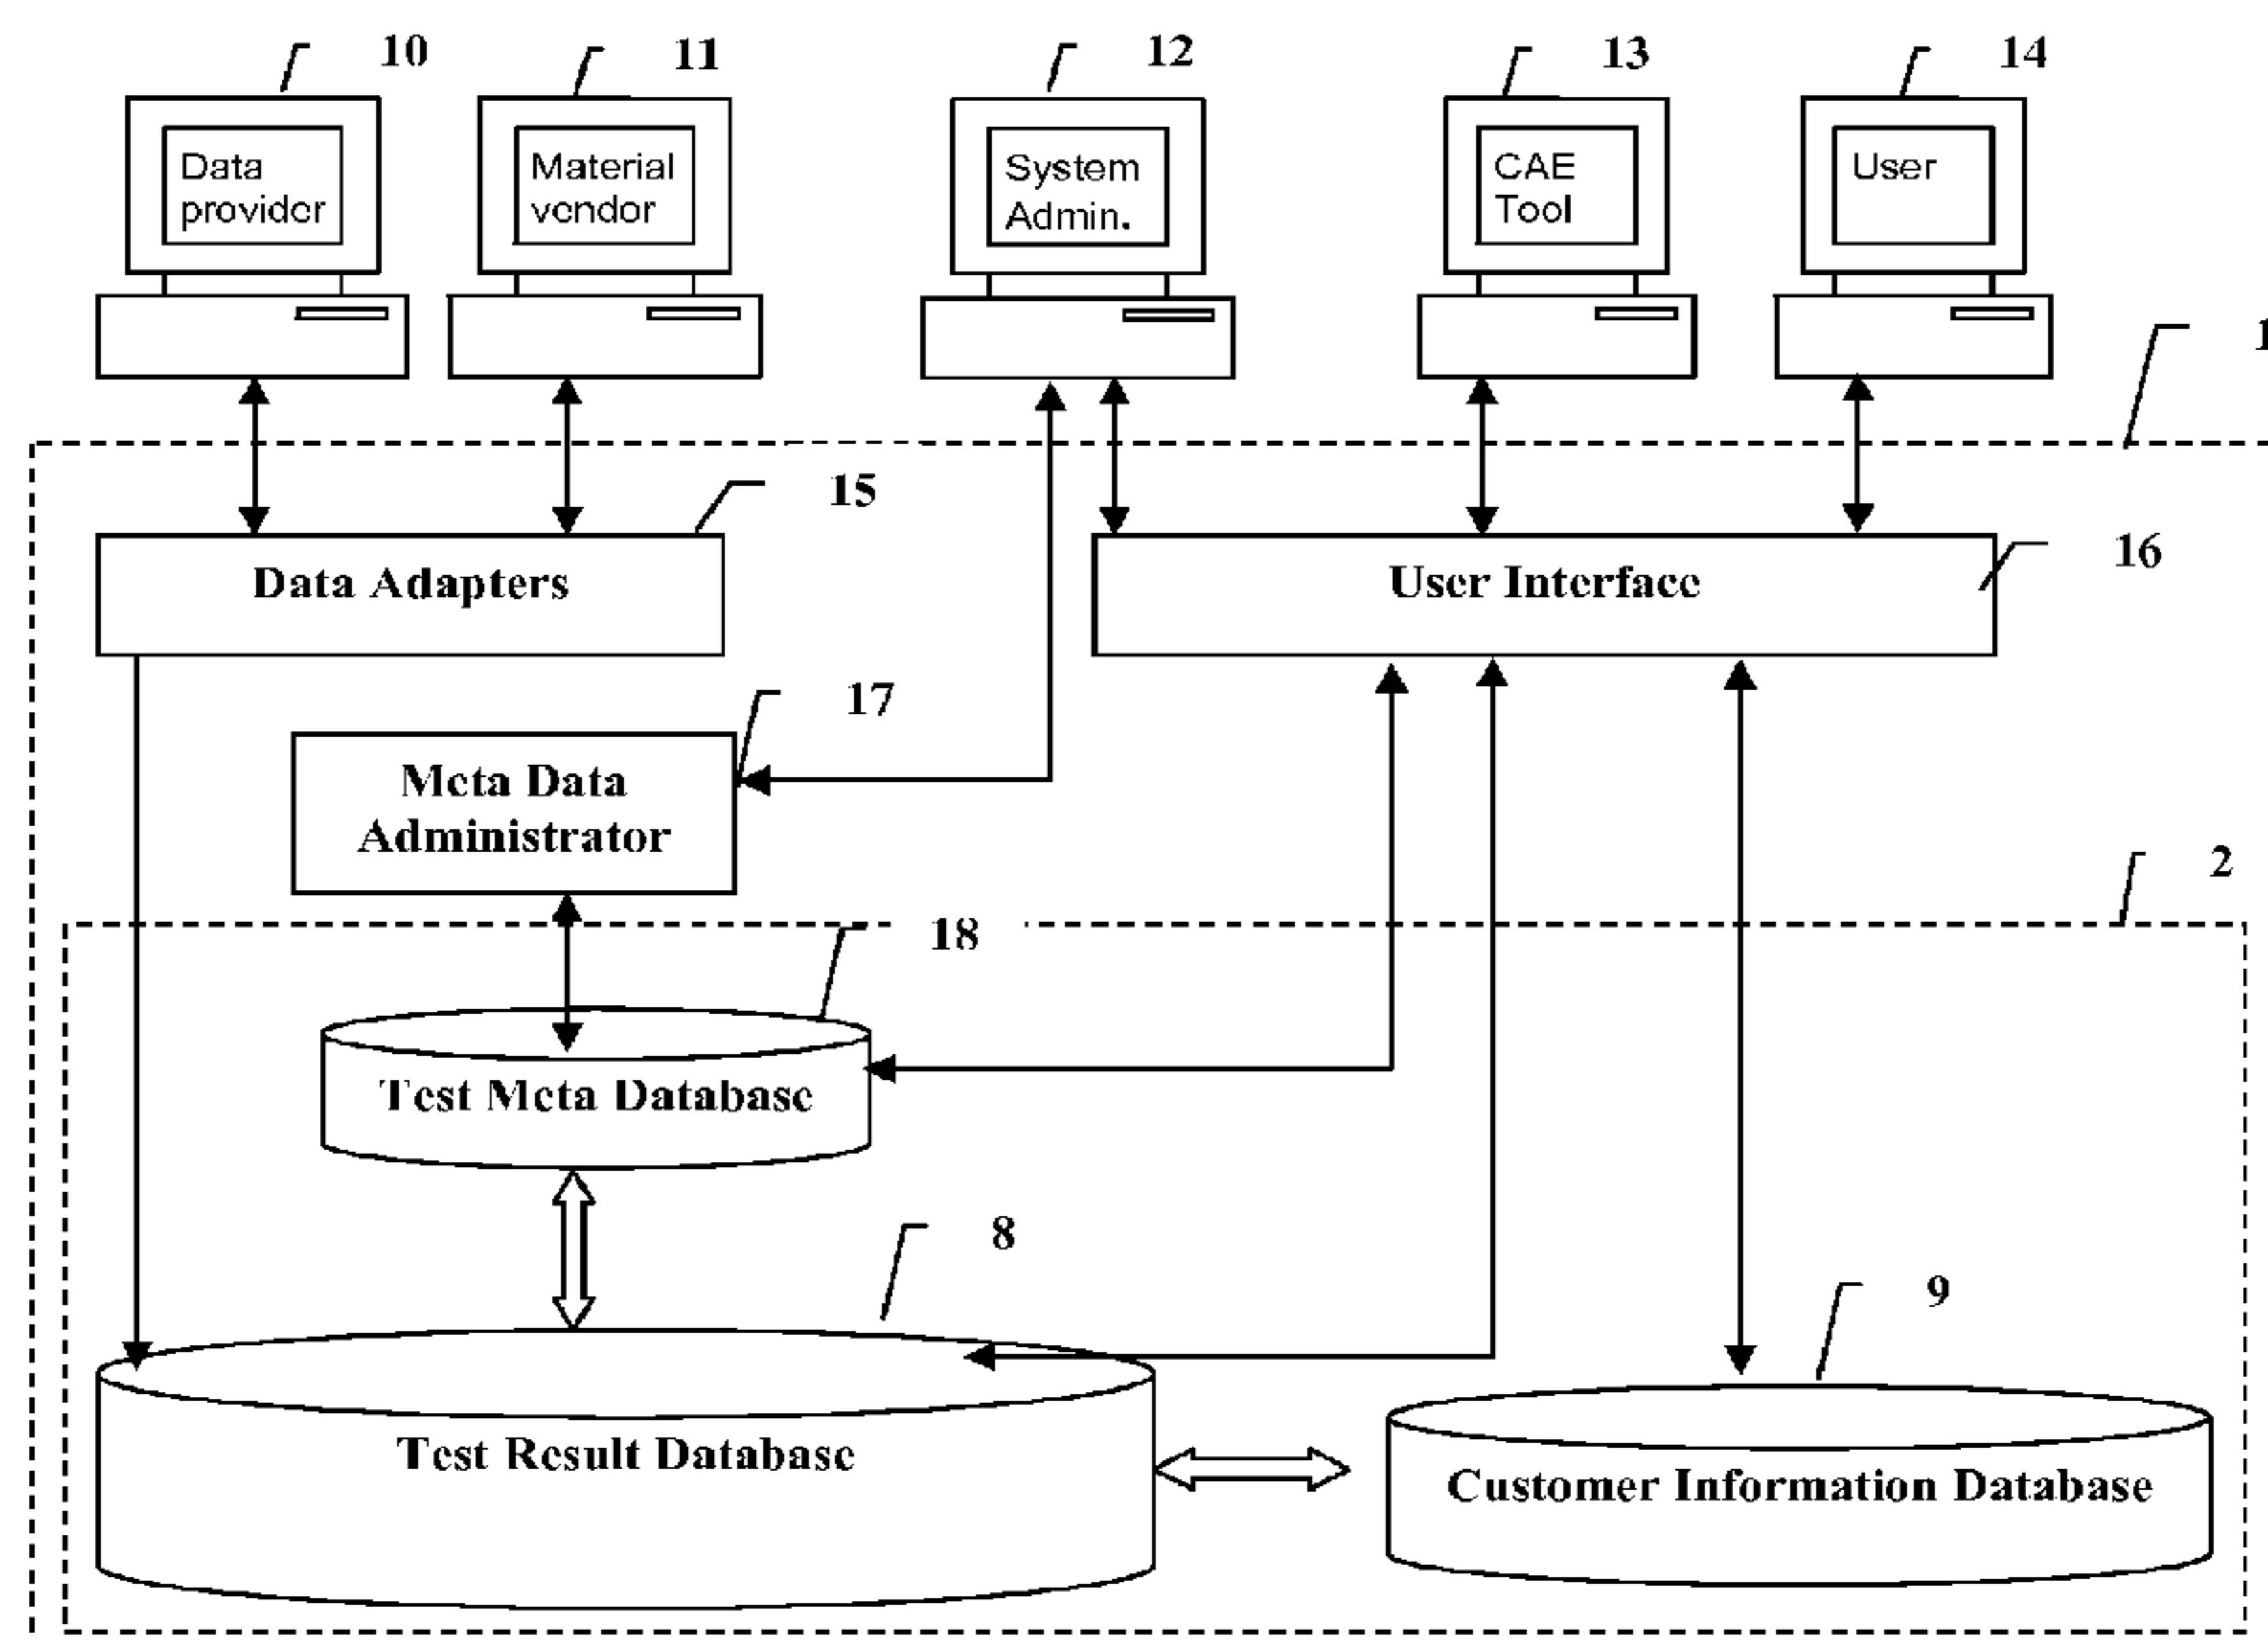 10
11
12
13
14
Data
provider
Material
vendor
System
Admin.
CAE
Tool
User
1
15
16
Data Adapters
User Interface
17
Meta Data
Administrator
2
18
Test Meta Database
8
9
Test Result Database
Customer Information Database